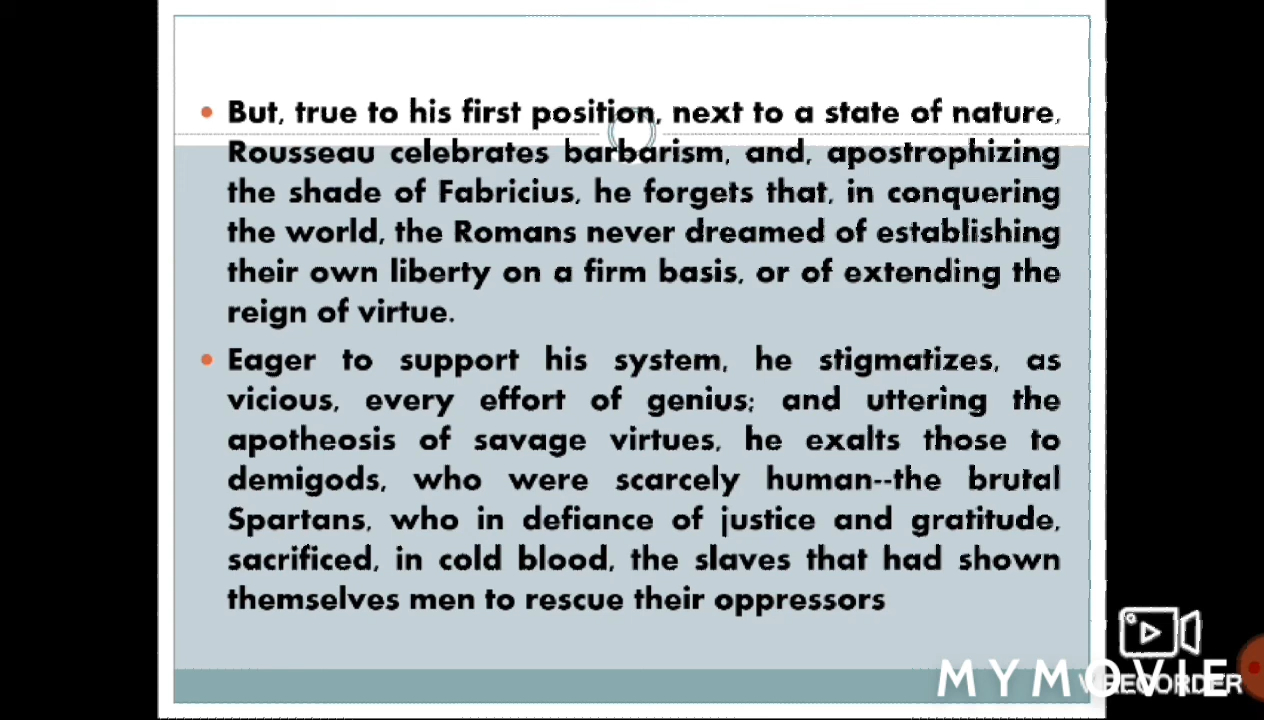 But, true to his first position, next to a state of nature,
Rousseau celebrates barbarism, and, apostrophizing
the shade of Fabricius, he forgets that, in conquering
the world, the Romans never dreamed of establishing
their own liberty on a firm basis, or of extending the
reign of virtue.
Eager to support his system, he stigmatizes, as
vicious, every effort of genius; and uttering the
apotheosis of savage virtues, he exalts those to
demigods, who were scarcely human--the brutal
Spartans, who in defiance of justice and gratitude,
sacrificed, in cold blood, the slaves that had shown
themselves men to rescue their oppressors
MYMOVIE
RECORDER